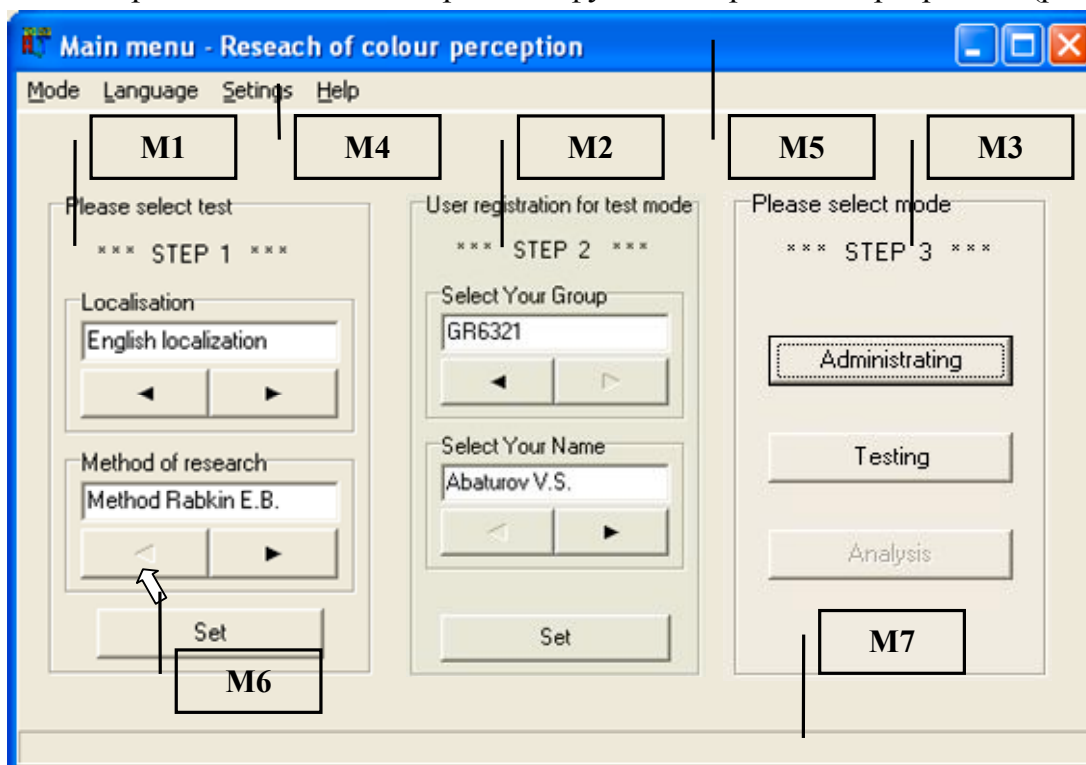 Main menu - Reseach of colour perception
Mode Language Setings Help
M1 M4 M2 M5 M3
Please select test
*** STEP 1 ***
Localisation
English localization
Method of research
Method Rabkin E.B.
Set
M6
User registration for test mode
*** STEP 2 ***
Select Your Group
GR6321
Select Your Name
Abaturov V.S.
Set
Please select mode
*** STEP 3 ***
Administrating
Testing
Analysis
M7